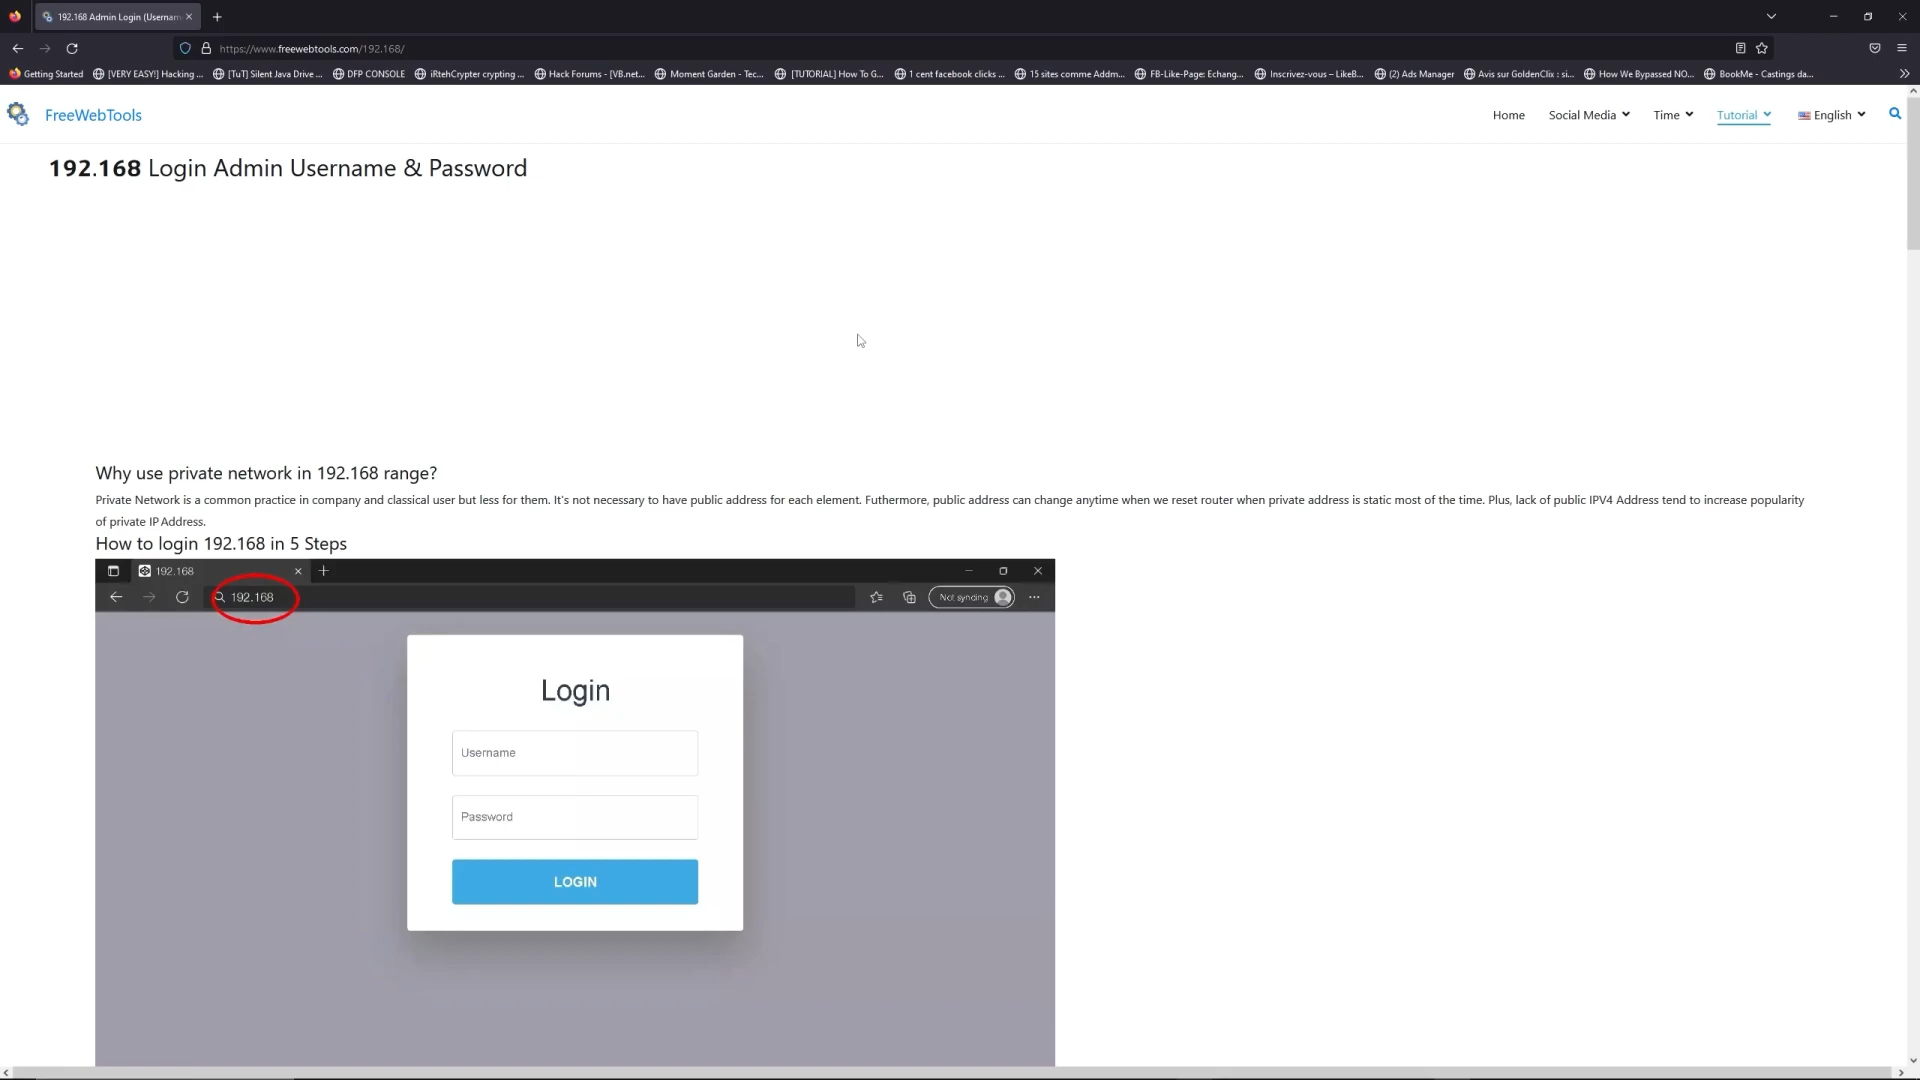 192.168 Admin Login (Usernam
https://www.freewebtools.com/192.168/
Getting Started
[VERY EASY!] Hacking ...
[TuT] Silent Java Drive ...
DFP CONSOLE
iRtehCrypter crypting ...
Hack Forums - [VB.net...
Moment Garden - Tec...
[TUTORIAL] How To G...
1 cent facebook clicks ...
15 sites comme Addm...
FB-Like-Page: Echang...
Inscrivez-vous – LikeB...
(2) Ads Manager
Avis sur GoldenClix : si...
How We Bypassed NO...
BookMe - Castings da...
FreeWebTools
Home
Social Media
Time
Tutorial
English
192.168 Login Admin Username & Password
Why use private network in 192.168 range?
Private Network is a common practice in company and classical user but less for them. It's not necessary to have public address for each element. Futhermore, public address can change anytime when we reset router when private address is static most of the time. Plus, lack of public IPV4 Address tend to increase popularity
of private IP Address.
How to login 192.168 in 5 Steps
192.168
192.168
Not syncing
Login
Username
Password
LOGIN